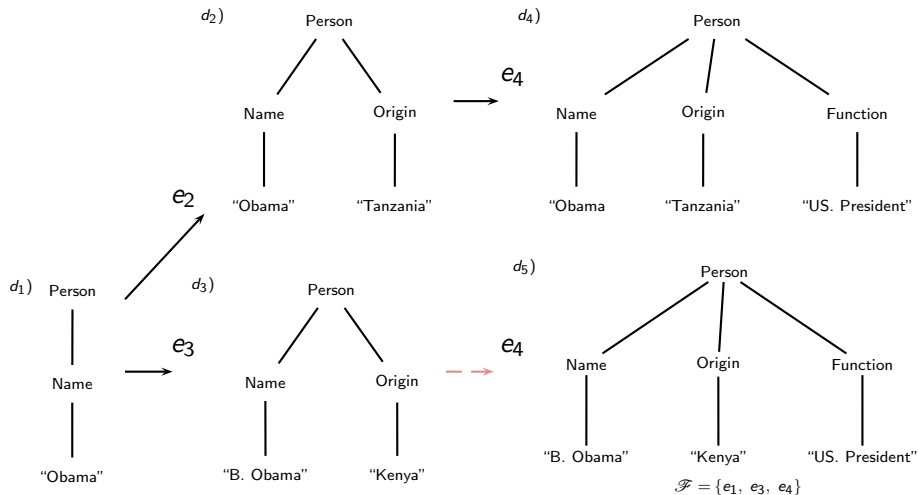 d2)
Person
Name
Origin
“Obama”
“Tanzania”
e4
d4)
Person
Name
Origin
Function
“Obama
“Tanzania”
“US. President”
e2
d1)
Person
Name
“Obama”
e3
d3)
Person
Name
Origin
“B. Obama”
“Kenya”
e4
d5)
Person
Name
Origin
Function
“B. Obama”
“Kenya”
“US. President”
ℱ = {e1, e3, e4}